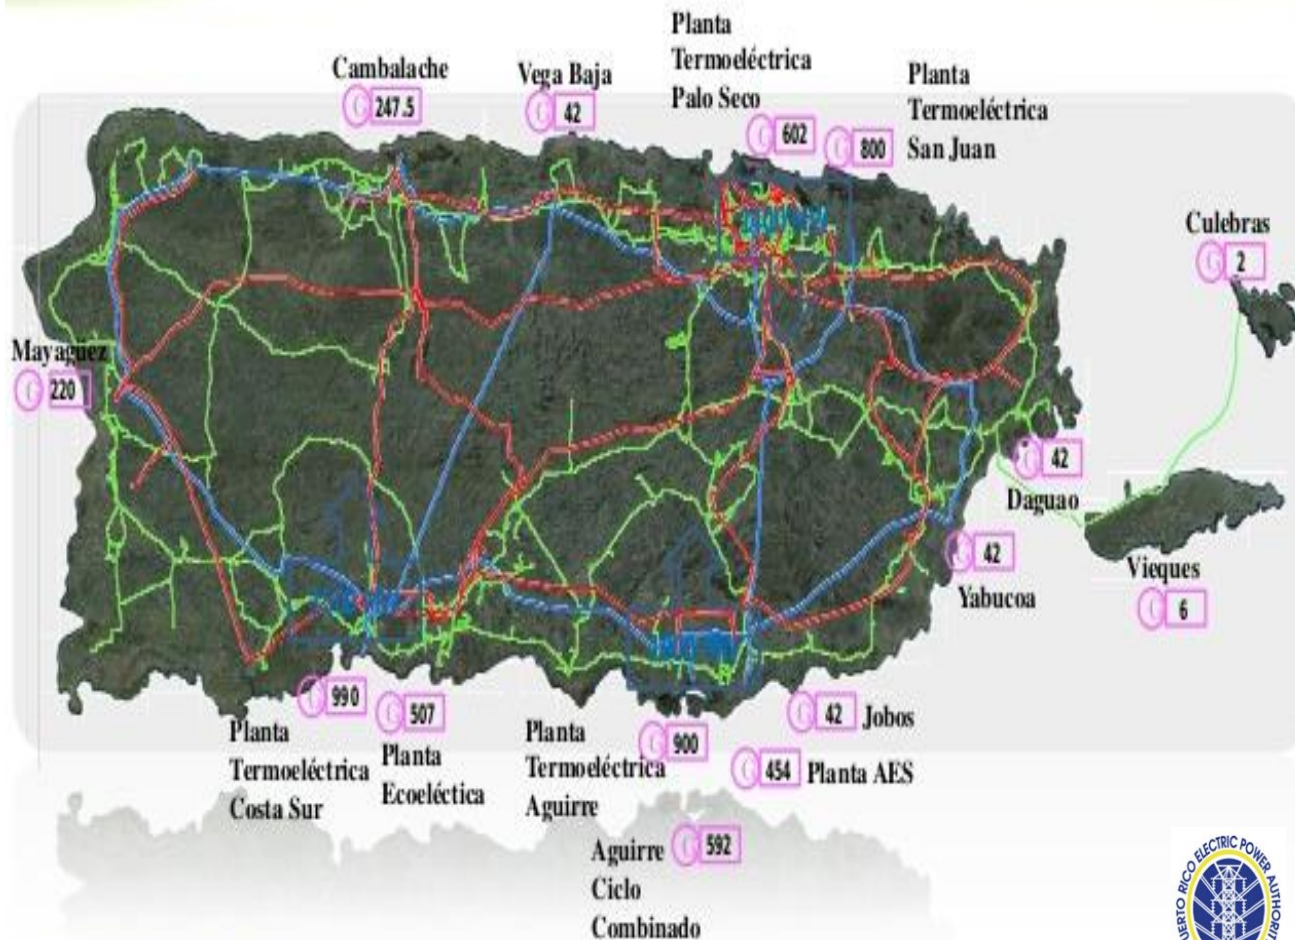 Planta
Termoeléctrica
Palo Seco
602
Cambalache
247.5
Vega Baja
42
Planta
Termoeléctrica
San Juan
800
Culebras
2
Mayaguez
220
42
Daguao
42
Yabucoa
Vieques
6
990
Planta
Termoeléctrica
Costa Sur
507
Planta
Ecoeléctica
Planta
Termoeléctrica
Aguirre
900
42 Jobos
454 Planta AES
Aguirre 592
Ciclo
Combinado
PUERTO RICO ELECTRIC POWER AUTHORI